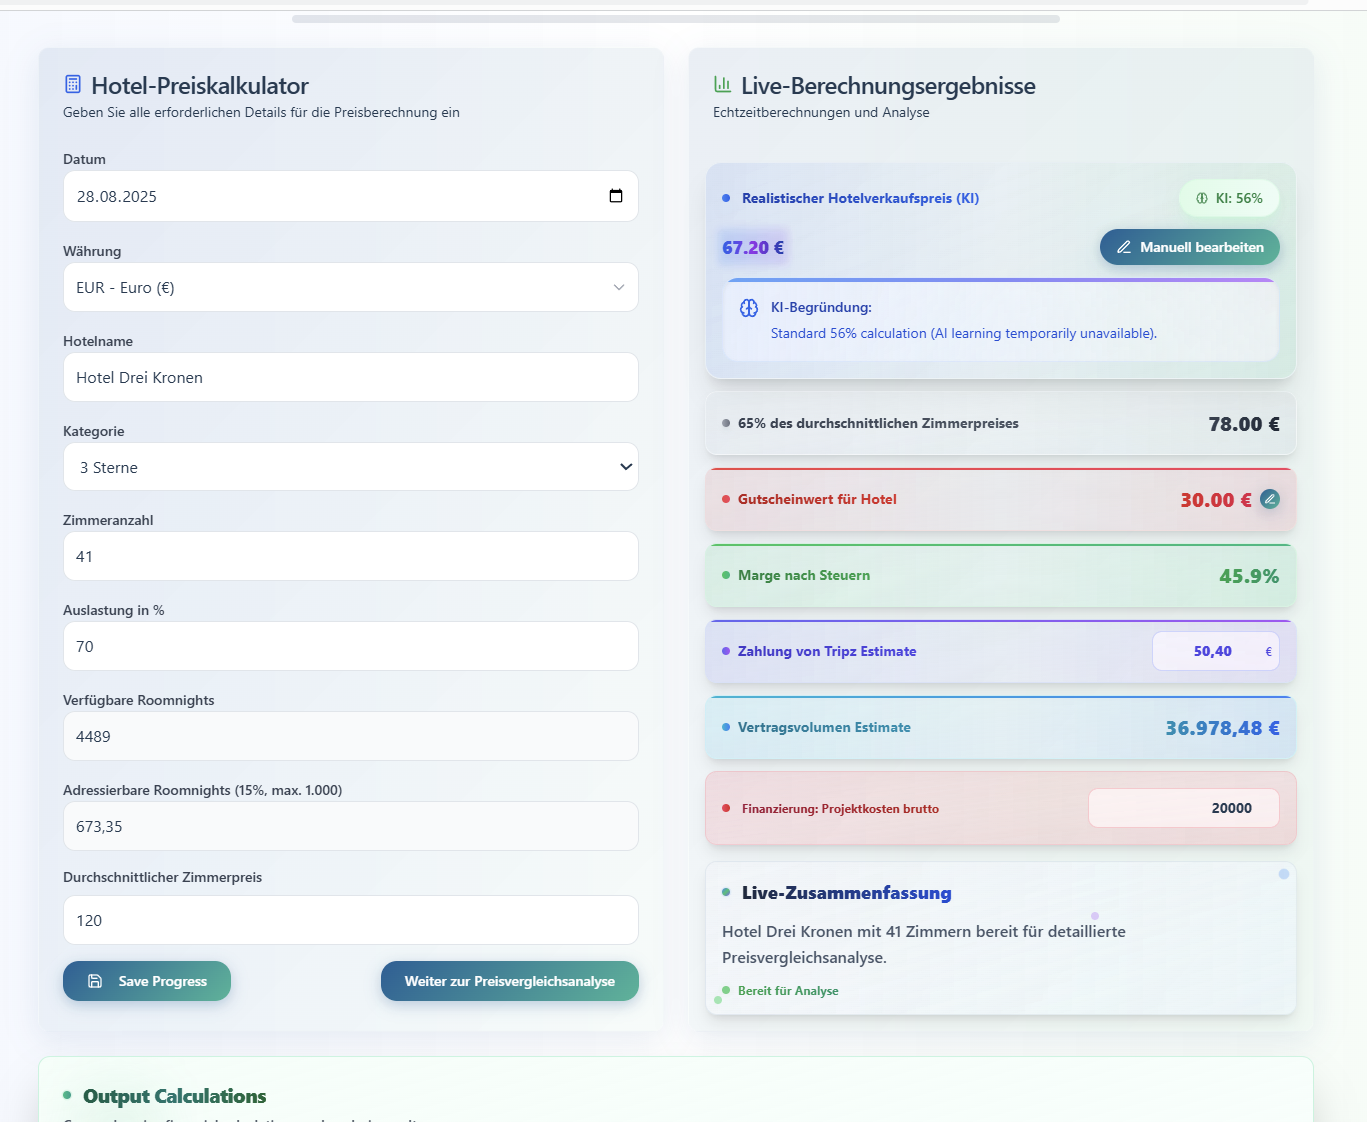 Hotel-Preiskalkulator
Geben Sie alle erforderlichen Details für die Preisberechnung ein
Datum
28.08.2025
Währung
EUR - Euro (€)
Hotelname
Hotel Drei Kronen
Kategorie
3 Sterne
Zimmeranzahl
41
Auslastung in %
70
Verfügbare Roomnights
4489
Adressierbare Roomnights (15%, max. 1.000)
673,35
Durchschnittlicher Zimmerpreis
120
Save Progress
Weiter zur Preisvergleichsanalyse
Live-Berechnungsergebnisse
Echtzeitberechnungen und Analyse
Realistischer Hotelverkaufspreis (KI)
KI: 56%
67.20 €
Manuell bearbeiten
KI-Begründung:
Standard 56% calculation (AI learning temporarily unavailable).
65% des durchschnittlichen Zimmerpreises
78.00 €
Gutscheinwert für Hotel
30.00 €
Marge nach Steuern
45.9%
Zahlung von Tripz Estimate
50,40 €
Vertragsvolumen Estimate
36.978,48 €
Finanzierung: Projektkosten brutto
20000
Live-Zusammenfassung
Hotel Drei Kronen mit 41 Zimmern bereit für detaillierte
Preisvergleichsanalyse.
Bereit für Analyse
Output Calculations